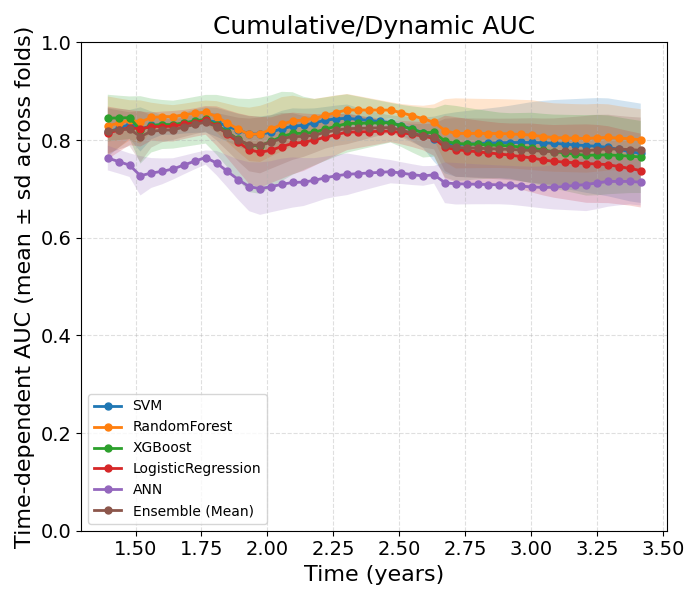 Cumulative/Dynamic AUC
Time-dependent AUC (mean ± sd across folds)
1.0
0.8
0.6
0.4
0.2
0.0
SVM
RandomForest
XGBoost
LogisticRegression
ANN
Ensemble (Mean)
1.50 1.75 2.00 2.25 2.50 2.75 3.00 3.25 3.50
Time (years)